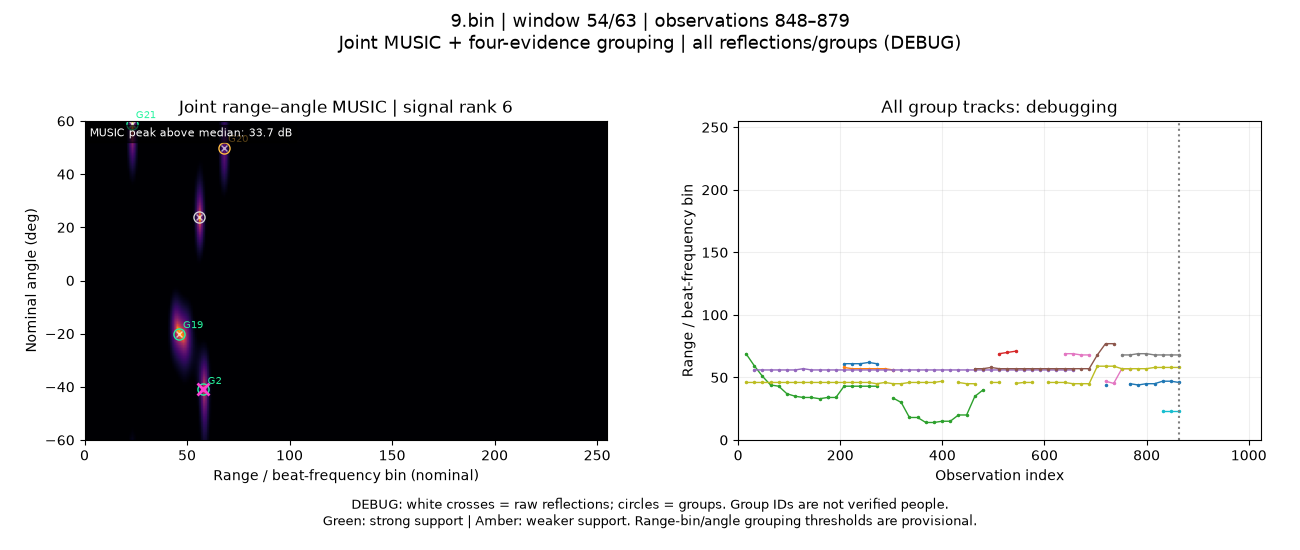 9.bin | window 54/63 | observations 848–879
Joint MUSIC + four-evidence grouping | all reflections/groups (DEBUG)
Joint range–angle MUSIC | signal rank 6
MUSIC peak above median: 33.7 dB
G21
G20
G19
G2
60
40
20
0
−20
−40
−60
Nominal angle (deg)
0
50
100
150
200
250
Range / beat-frequency bin (nominal)
All group tracks: debugging
250
200
150
100
50
0
Range / beat-frequency bin
0
200
400
600
800
1000
Observation index
DEBUG: white crosses = raw reflections; circles = groups. Group IDs are not verified people.
Green: strong support | Amber: weaker support. Range-bin/angle grouping thresholds are provisional.